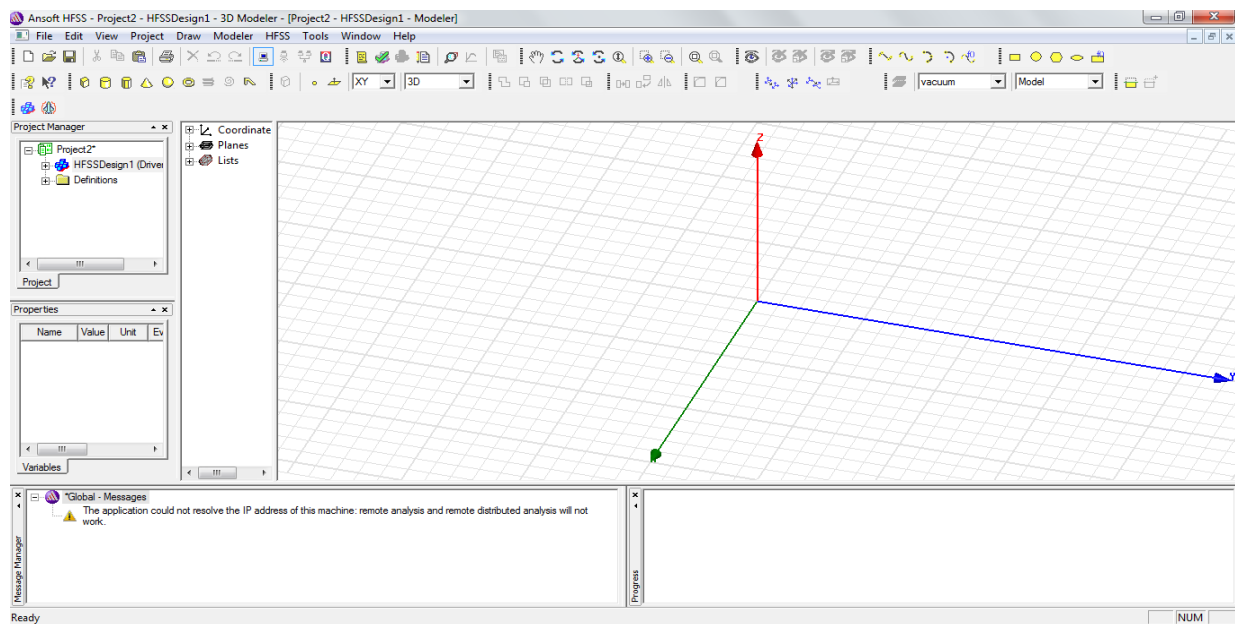 Ansoft HFSS - Project2 - HFSSDesign1 - 3D Modeler - [Project2 - HFSSDesign1 - Modeler]
File Edit View Project Draw Modeler HFSS Tools Window Help
XY 3D vacuum Model
Project Manager
Project2*
HFSSDesign1 (Driver
Definitions
Project
Properties
Name Value Unit Ev
Variables
Coordinate
Planes
Lists
Z
Y
*Global - Messages
The application could not resolve the IP address of this machine: remote analysis and remote distributed analysis will not
work.
Message Manager
Progress
Ready
NUM